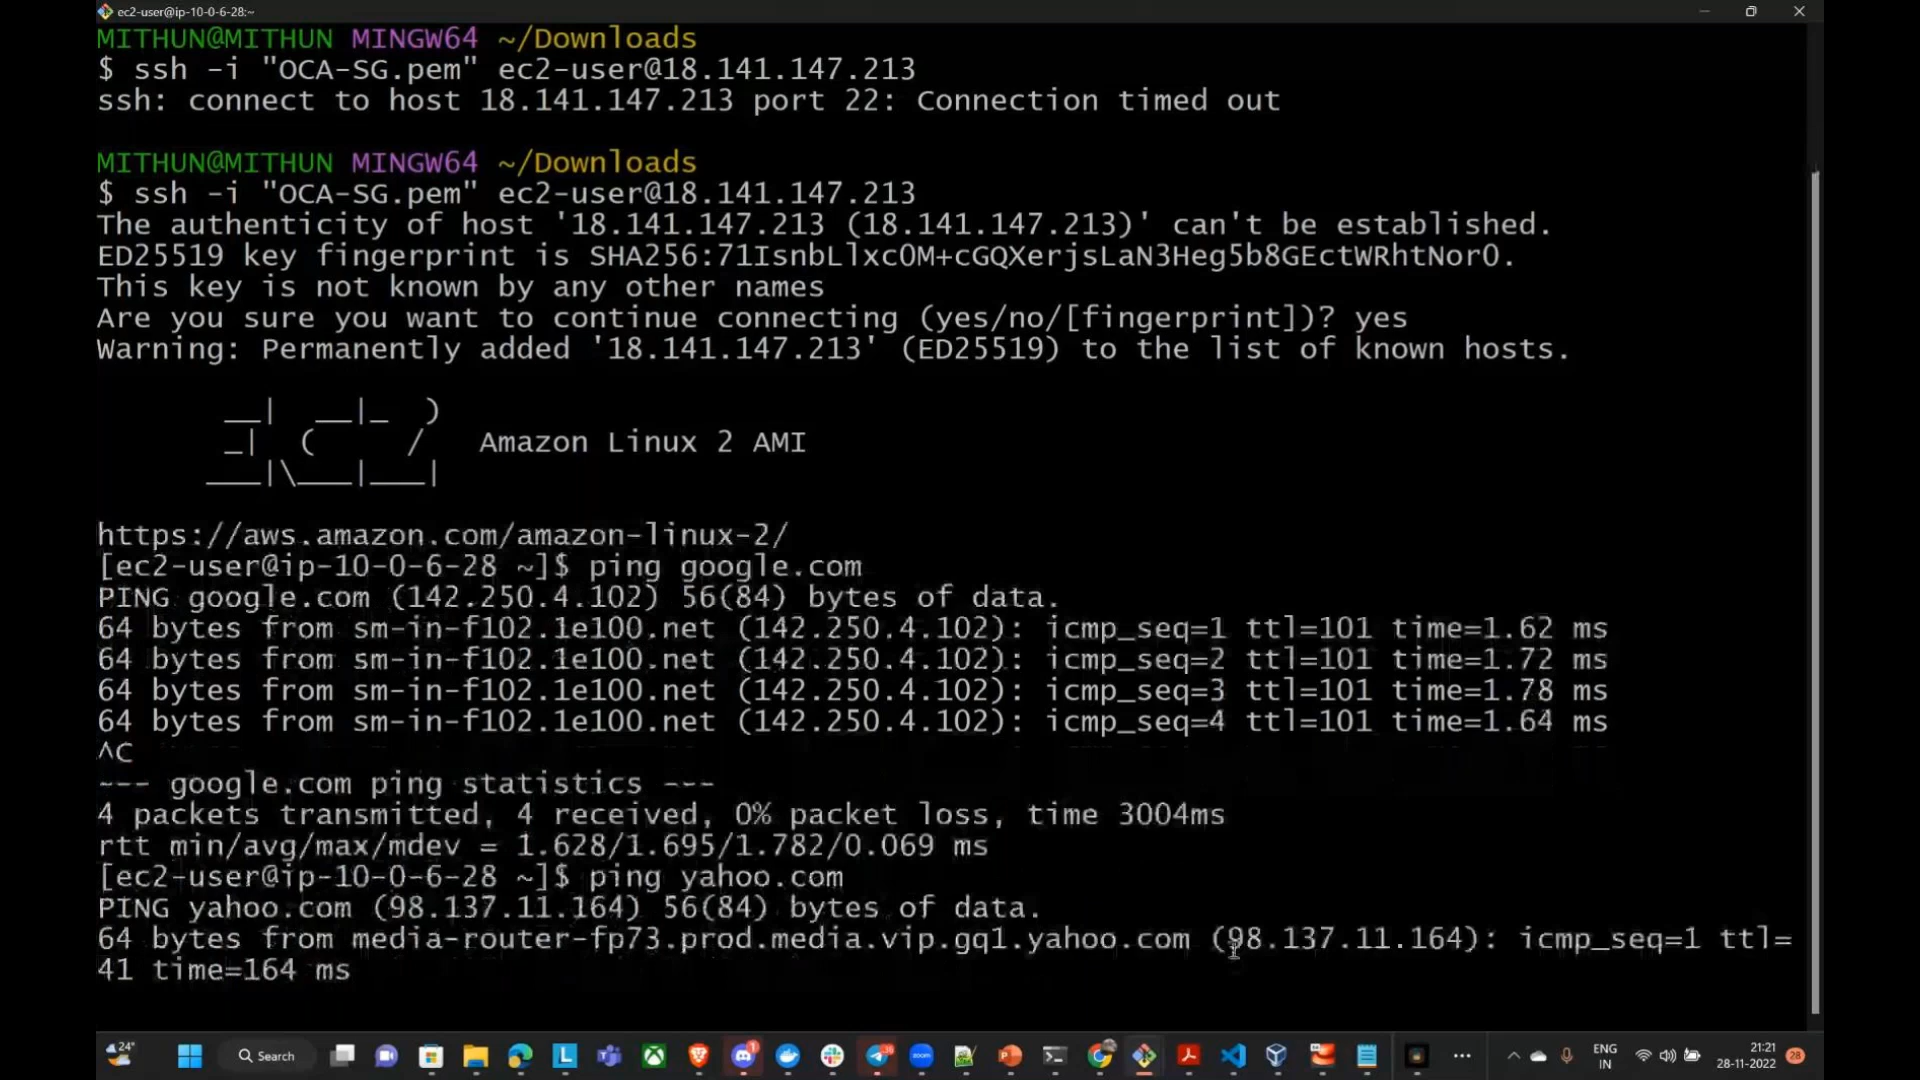 ec2-user@ip-10-0-6-28:~
MITHUN@MITHUN MINGW64 ~/Downloads
$ ssh -i "OCA-SG.pem" ec2-user@18.141.147.213
ssh: connect to host 18.141.147.213 port 22: Connection timed out
MITHUN@MITHUN MINGW64 ~/Downloads
$ ssh -i "OCA-SG.pem" ec2-user@18.141.147.213
The authenticity of host '18.141.147.213 (18.141.147.213)' can't be established.
ED25519 key fingerprint is SHA256:71IsnbLlxc0M+cGQXerjsLaN3Heg5b8GEctWRhtNor0.
This key is not known by any other names
Are you sure you want to continue connecting (yes/no/[fingerprint])? yes
Warning: Permanently added '18.141.147.213' (ED25519) to the list of known hosts.
__|  __|_  )
_|  (     /   Amazon Linux 2 AMI
___|\___|___|
https://aws.amazon.com/amazon-linux-2/
[ec2-user@ip-10-0-6-28 ~]$ ping google.com
PING google.com (142.250.4.102) 56(84) bytes of data.
64 bytes from sm-in-f102.1e100.net (142.250.4.102): icmp_seq=1 ttl=101 time=1.62 ms
64 bytes from sm-in-f102.1e100.net (142.250.4.102): icmp_seq=2 ttl=101 time=1.72 ms
64 bytes from sm-in-f102.1e100.net (142.250.4.102): icmp_seq=3 ttl=101 time=1.78 ms
64 bytes from sm-in-f102.1e100.net (142.250.4.102): icmp_seq=4 ttl=101 time=1.64 ms
^C
--- google.com ping statistics ---
4 packets transmitted, 4 received, 0% packet loss, time 3004ms
rtt min/avg/max/mdev = 1.628/1.695/1.782/0.069 ms
[ec2-user@ip-10-0-6-28 ~]$ ping yahoo.com
PING yahoo.com (98.137.11.164) 56(84) bytes of data.
64 bytes from media-router-fp73.prod.media.vip.gq1.yahoo.com (98.137.11.164): icmp_seq=1 ttl=
41 time=164 ms
24°
Search
ENG
IN
21:21
28-11-2022
28